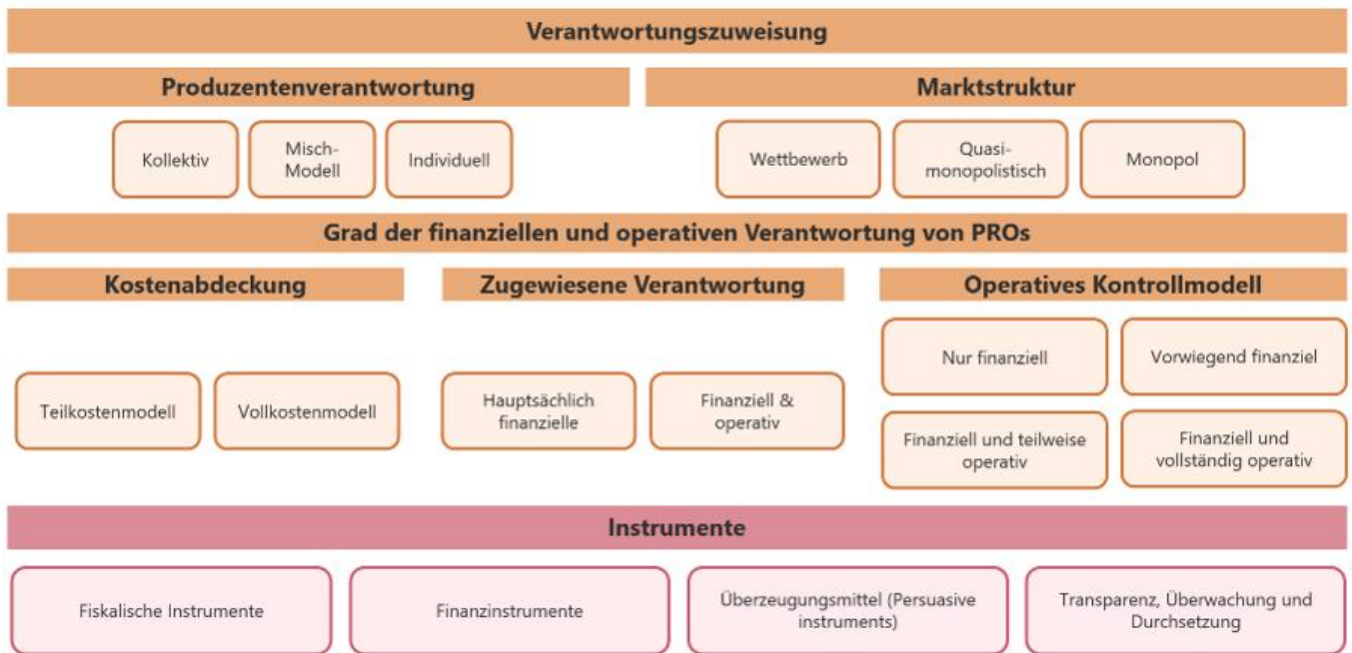 Verantwortungszuweisung
Produzentenverantwortung
Marktstruktur
Kollektiv
Misch-
Modell
Individuell
Wettbewerb
Quasi-
monopolistisch
Monopol
Grad der finanziellen und operativen Verantwortung von PROs
Kostenabdeckung
Zugewiesene Verantwortung
Operatives Kontrollmodell
Teilkostenmodell
Vollkostenmodell
Hauptsächlich
finanzielle
Finanziell &
operativ
Nur finanziell
Vorwiegend finanziel
Finanziell und teilweise
operativ
Finanziell und
vollständig operativ
Instrumente
Fiskalische Instrumente
Finanzinstrumente
Überzeugungsmittel (Persuasive
instruments)
Transparenz, Überwachung und
Durchsetzung